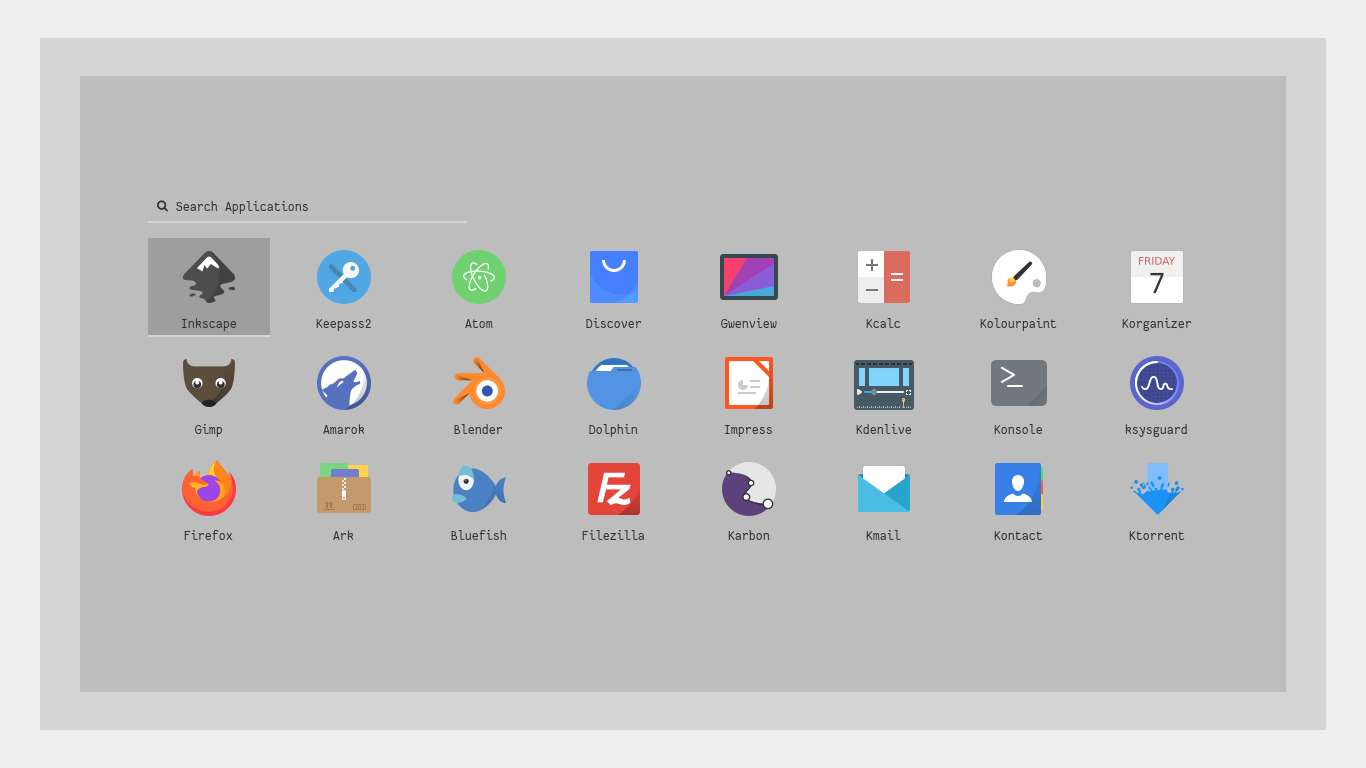 Search Applications
Inkscape Keepass2 Atom Discover Gwenview Kcalc Kolourpaint FRIDAY 7 Korganizer
Gimp Amarok Blender Dolphin Impress Kdenlive Konsole ksysguard
Firefox Ark Bluefish FZ Filezilla Karbon Kmail Kontact Ktorrent